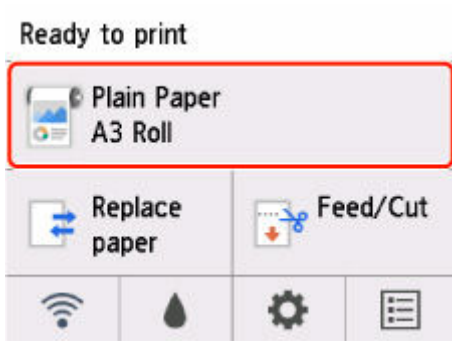 Ready to print
Plain Paper
A3 Roll
Replace
paper
Feed/Cut